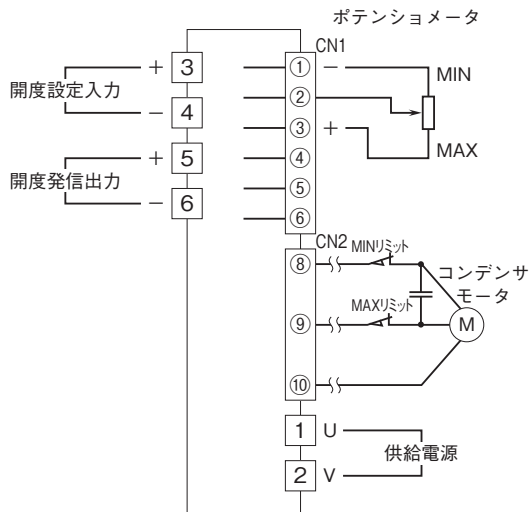 ポテンショメータ
CN1
+ 3
① −
MIN
開度設定入力
②
− 4
③ +
+ 5
④
MAX
開度発信出力
⑤
− 6
⑥
CN2
⑧
MINリミット
コンデンサ
モータ
⑨
MAXリミット
M
⑩
1 U
供給電源
2 V